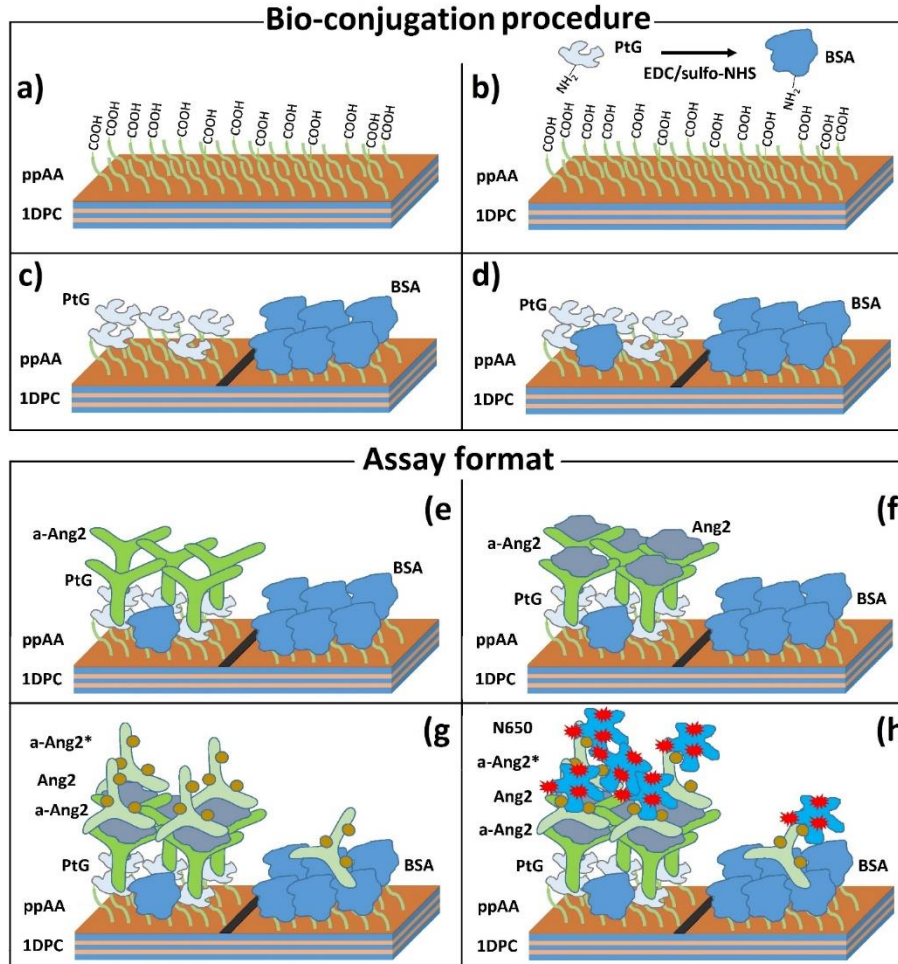 Bio-conjugation procedure
a)
COOH COOH COOH COOH COOH COOH COOH COOH COOH COOH COOH COOH COOH
ppAA
1DPC
b)
PtG
NH2
EDC/sulfo-NHS
BSA
NH2
COOH COOH COOH COOH COOH COOH COOH COOH COOH COOH COOH COOH COOH
ppAA
1DPC
c)
PtG
BSA
ppAA
1DPC
d)
PtG
BSA
ppAA
1DPC
Assay format
(e
a-Ang2
PtG
BSA
ppAA
1DPC
(f
Ang2
a-Ang2
PtG
BSA
ppAA
1DPC
(g
a-Ang2*
Ang2
a-Ang2
PtG
BSA
ppAA
1DPC
(h
N650
a-Ang2*
Ang2
a-Ang2
PtG
BSA
ppAA
1DPC